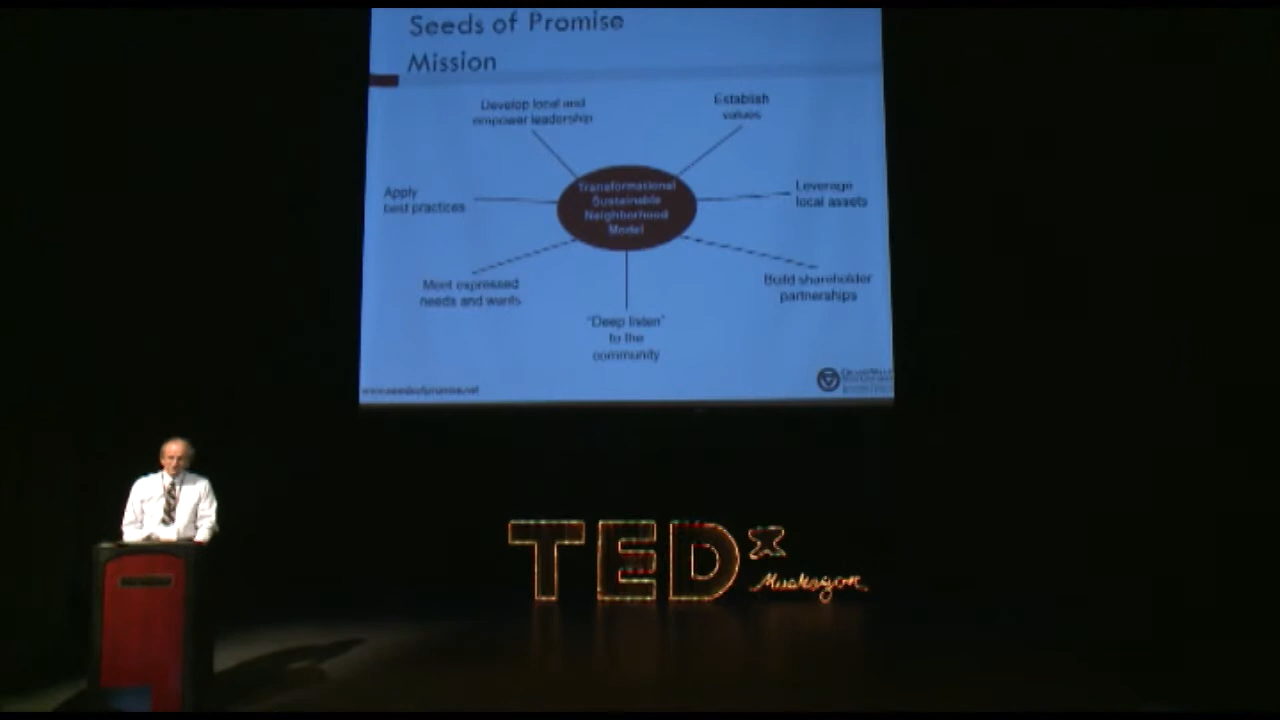 Seeds of Promise
Mission
Develop local and
empower leadership
Establish
values
Apply
best practices
Transformational
Sustainable
Neighborhood
Model
Leverage
local assets
Meet expressed
needs and wants
Build shareholder
partnerships
"Deep listen"
to the
community
www.seedsofpromise.net
TEDx
Muskegon